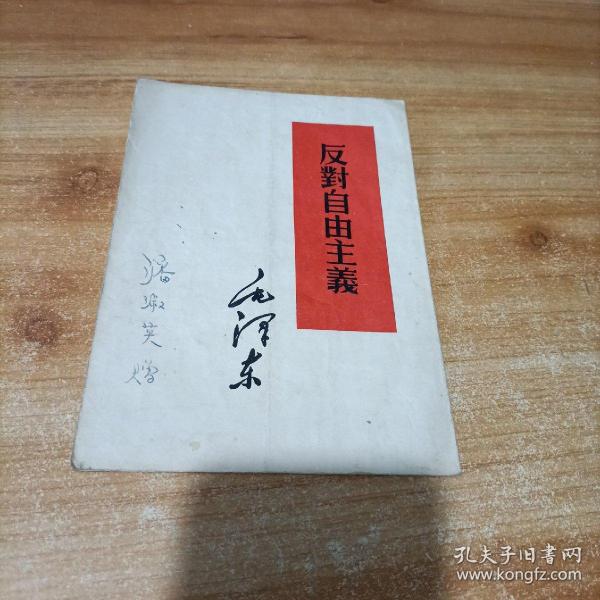 反對自由主義
毛泽东
潘淑英
赠
孔夫子旧书网
www.kongfz.com